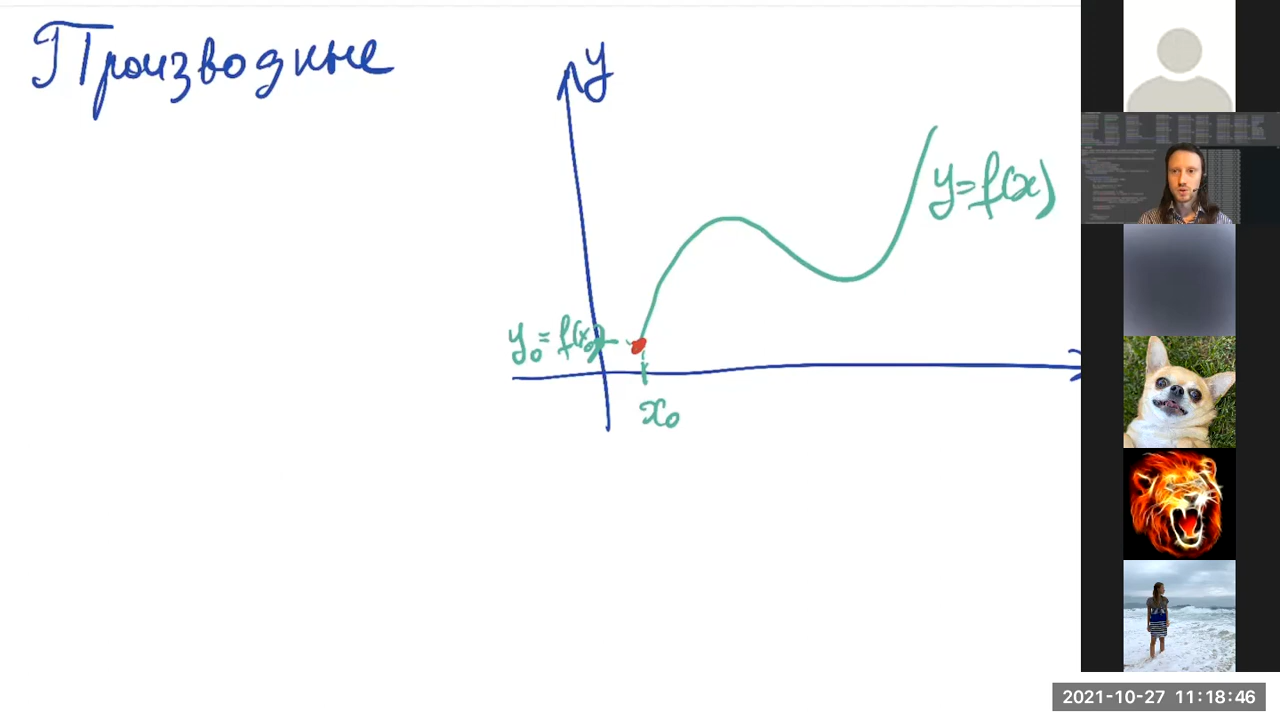 Производные
y
y=f(x)
y₀=f(x₀)
x₀
2021-10-27 11:18:46